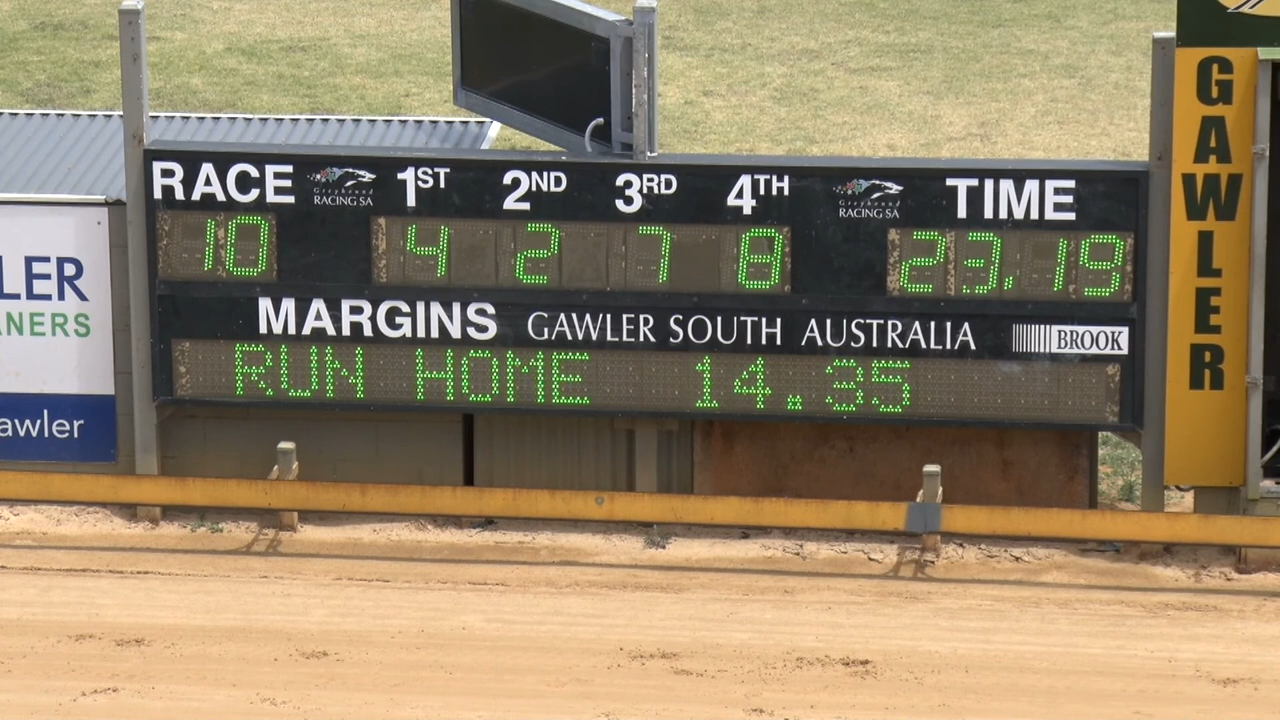 RACE Greyhound RACING SA 1ST 2ND 3RD 4TH Greyhound RACING SA TIME
10 4 2 7 8 23.19
MARGINS GAWLER SOUTH AUSTRALIA BROOK
RUN HOME 14.35
GAWLER
LER
ANERS
awler